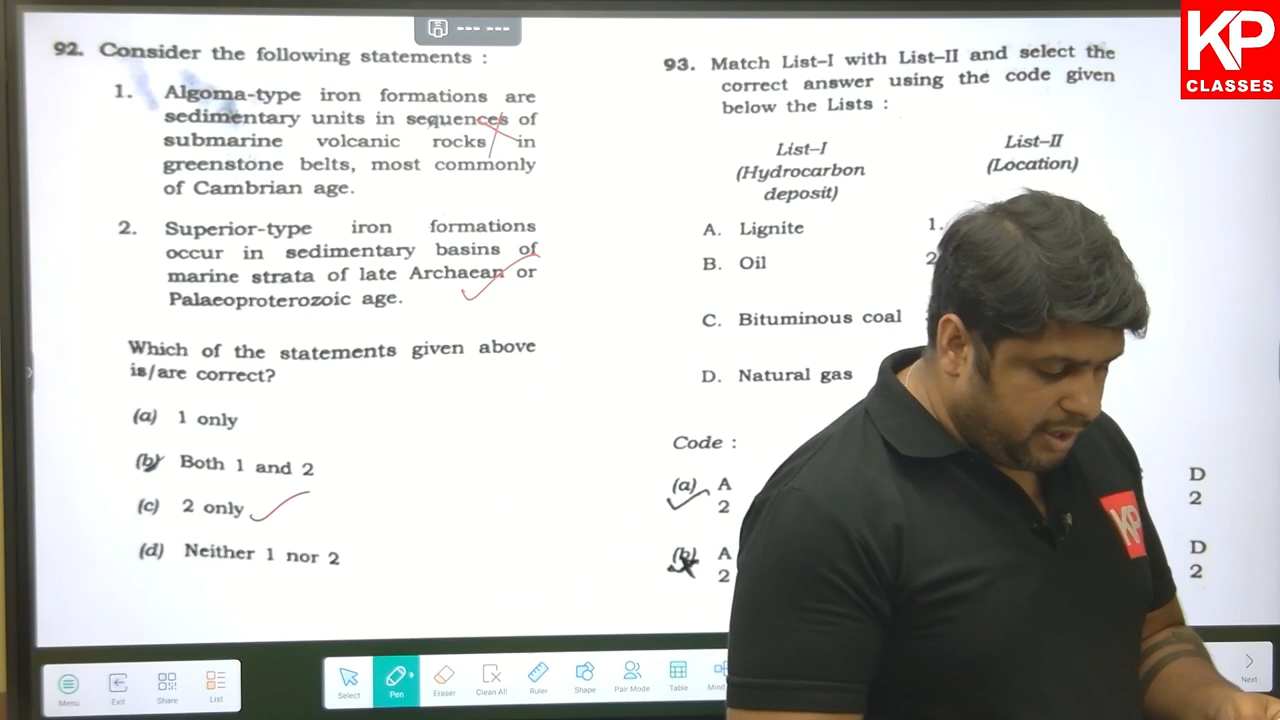 92. Consider the following statements :
1. Algoma-type iron formations are
sedimentary units in sequences of
submarine volcanic rocks in
greenstone belts, most commonly
of Cambrian age.
2. Superior-type iron formations
occur in sedimentary basins of
marine strata of late Archaean or
Palaeoproterozoic age.
Which of the statements given above
is/are correct?
(a) 1 only
(b) Both 1 and 2
(c) 2 only
(d) Neither 1 nor 2
93. Match List–I with List–II and select the
correct answer using the code given
below the Lists :
List–I List–II
(Hydrocarbon (Location)
deposit)
A. Lignite 1.
B. Oil 2
C. Bituminous coal
D. Natural gas
Code :
(a) A D
2 2
(b) A D
2 2
KP
CLASSES
KP
Menu Exit Share List Select Pen Eraser Clean All Ruler Shape Pair Mode Table Mind Next